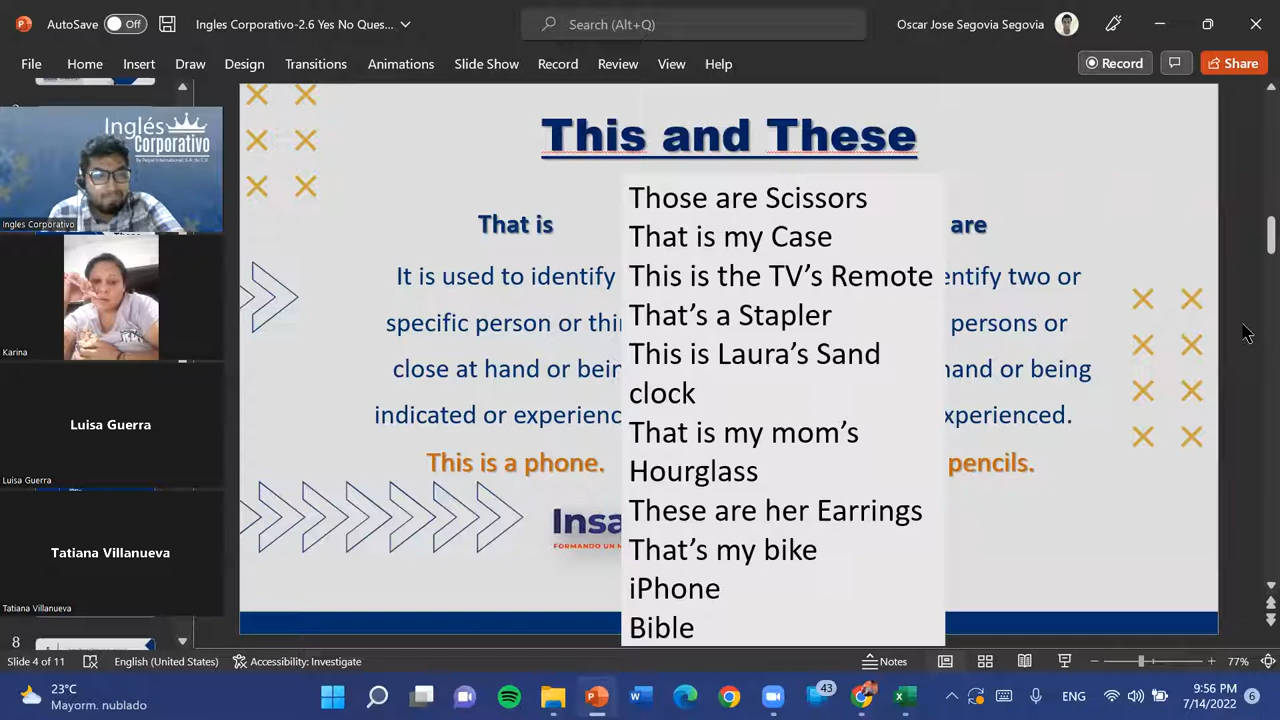 AutoSave Off Ingles Corporativo-2.6 Yes No Ques... Search (Alt+Q) Oscar Jose Segovia Segovia
File Home Insert Draw Design Transitions Animations Slide Show Record Review View Help Record Share
Inglés
Corporativo
Ingles Corporativo
Karina
Luisa Guerra
Luisa Guerra
Tatiana Villanueva
Tatiana Villanueva
8
This and These
That is
are
It is used to identify
entify two or
specific person or thi
persons or
close at hand or bein
hand or being
indicated or experienc
xperienced.
This is a phone.
pencils.
Insa
Those are Scissors
That is my Case
This is the TV’s Remote
That’s a Stapler
This is Laura’s Sand
clock
That is my mom’s
Hourglass
These are her Earrings
That’s my bike
iPhone
Bible
Slide 4 of 11 English (United States) Accessibility: Investigate Notes 77%
23°C
Mayorm. nublado
43
ENG
9:56 PM
7/14/2022
6